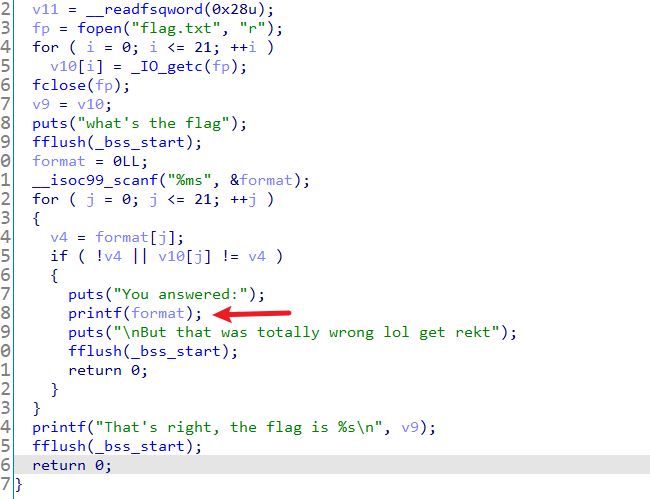 2 v11 = __readfsqword(0x28u);
3 fp = fopen("flag.txt", "r");
4 for ( i = 0; i <= 21; ++i )
5 v10[i] = _IO_getc(fp);
6 fclose(fp);
7 v9 = v10;
8 puts("what's the flag");
9 fflush(_bss_start);
0 format = 0LL;
1 __isoc99_scanf("%ms", &format);
2 for ( j = 0; j <= 21; ++j )
3 {
4 v4 = format[j];
5 if ( !v4 || v10[j] != v4 )
6 {
7 puts("You answered:");
8 printf(format);
9 puts("\nBut that was totally wrong lol get rekt");
0 fflush(_bss_start);
1 return 0;
2 }
3 }
4 printf("That's right, the flag is %s\n", v9);
5 fflush(_bss_start);
6 return 0;
7 }